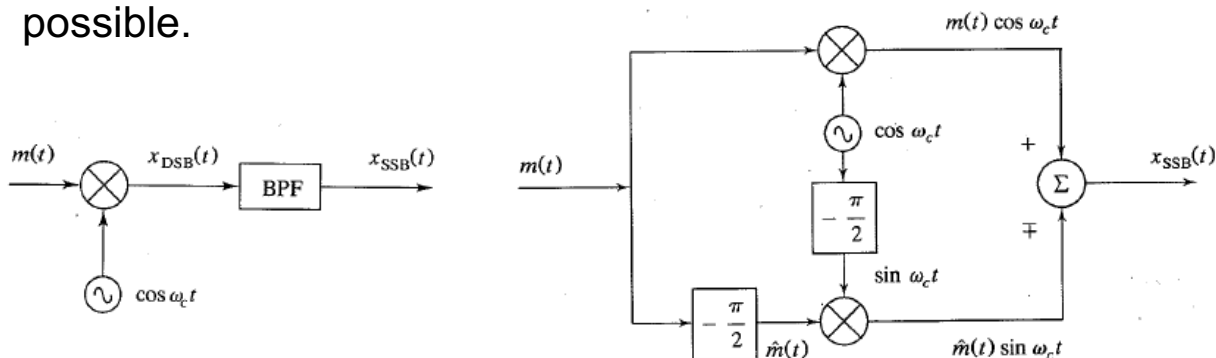 possible.
m(t)
x_DSB(t)
BPF
x_SSB(t)
cos ω_c t
m(t)
m(t) cos ω_c t
cos ω_c t
− π/2
sin ω_c t
− π/2
m̂(t)
m̂(t) sin ω_c t
+
∓
Σ
x_SSB(t)